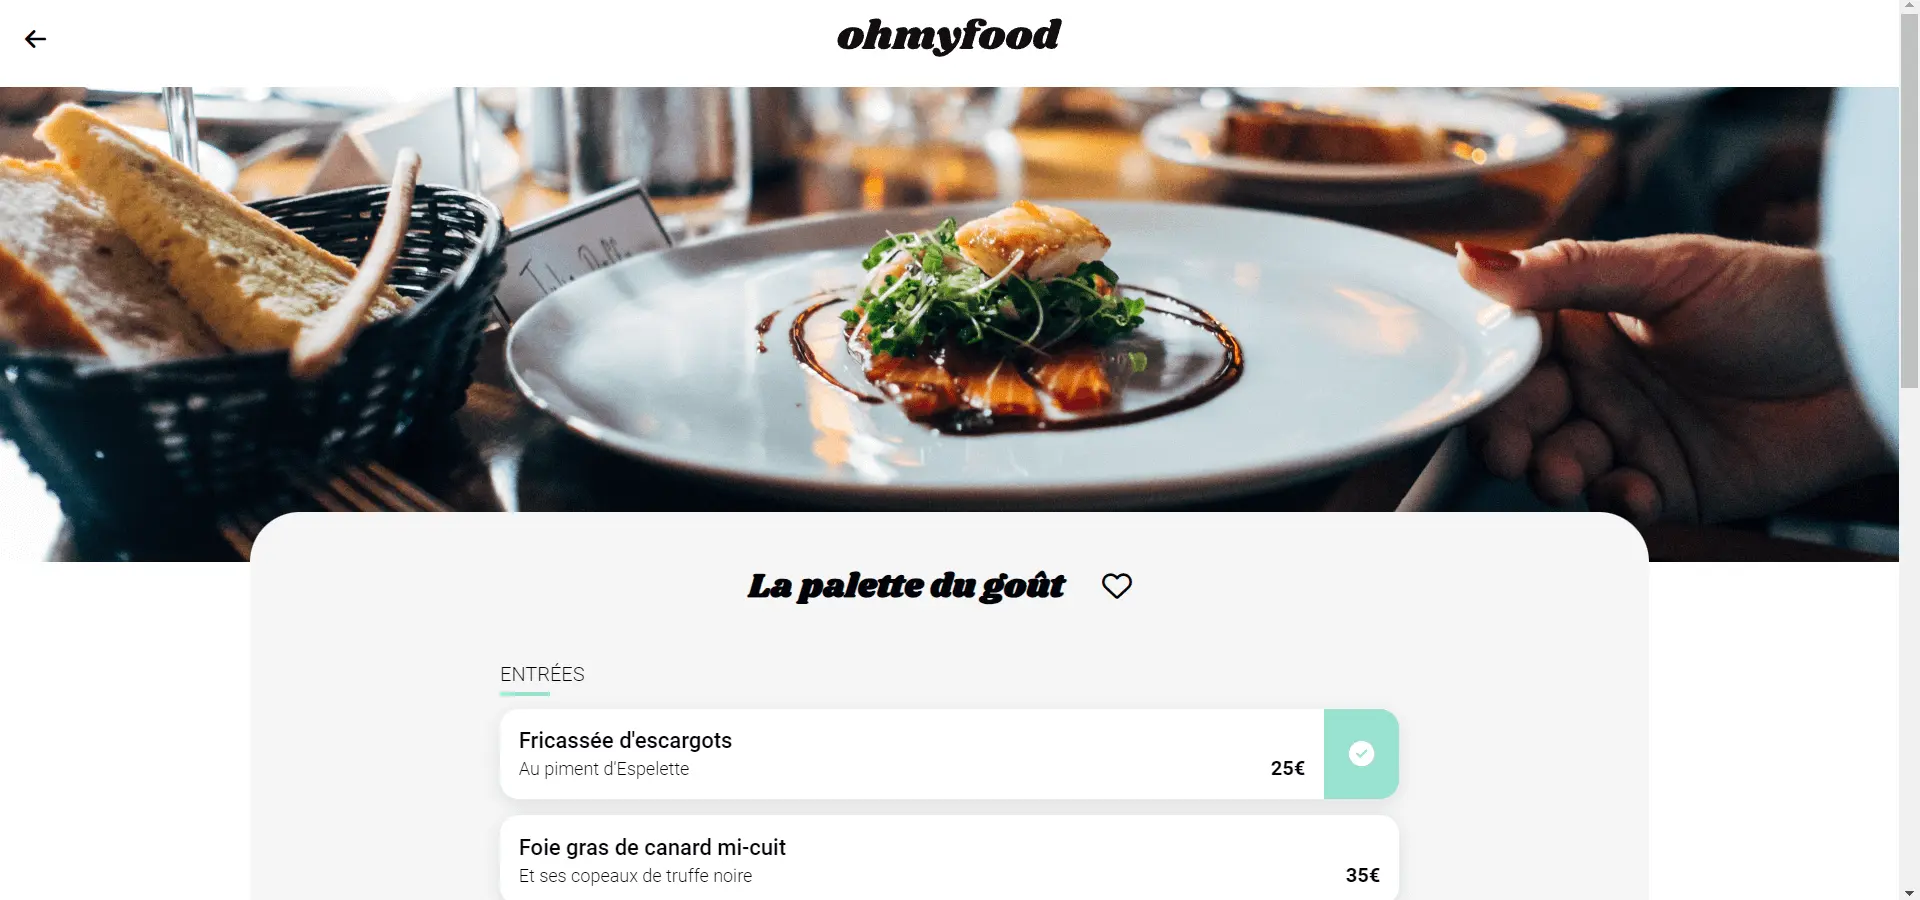 ohmyfood
La palette du goût
ENTRÉES
Fricassée d'escargots
Au piment d'Espelette
25€
Foie gras de canard mi-cuit
Et ses copeaux de truffe noire
35€